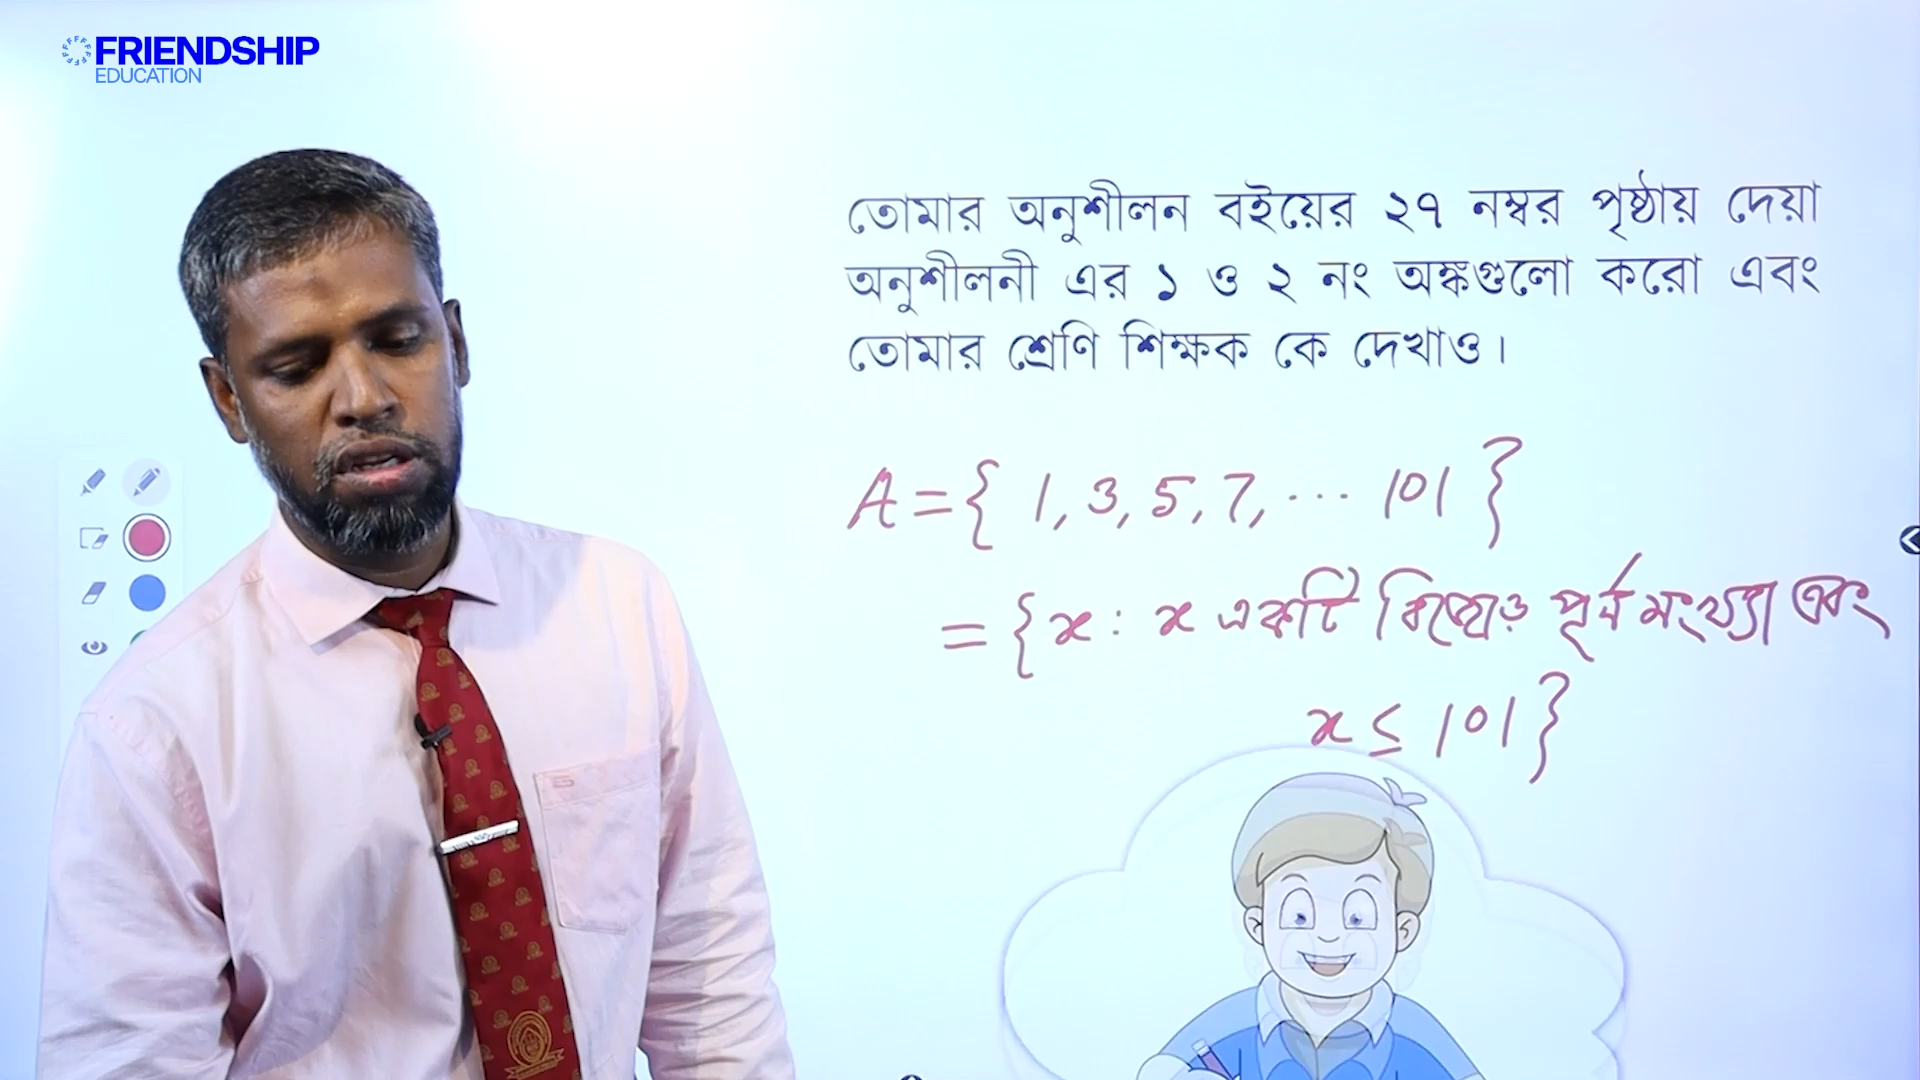 FRIENDSHIP
EDUCATION
তোমার অনুশীলন বইয়ের ২৭ নম্বর পৃষ্ঠায় দেয়া
অনুশীলনী এর ১ ও ২ নং অঙ্কগুলো করো এবং
তোমার শ্রেণি শিক্ষক কে দেখাও।
A = { 1, 3, 5, 7, ... 101 }
= { x : x একটি বিজোড় পূর্ণ সংখ্যা এবং
x ≤ 101 }